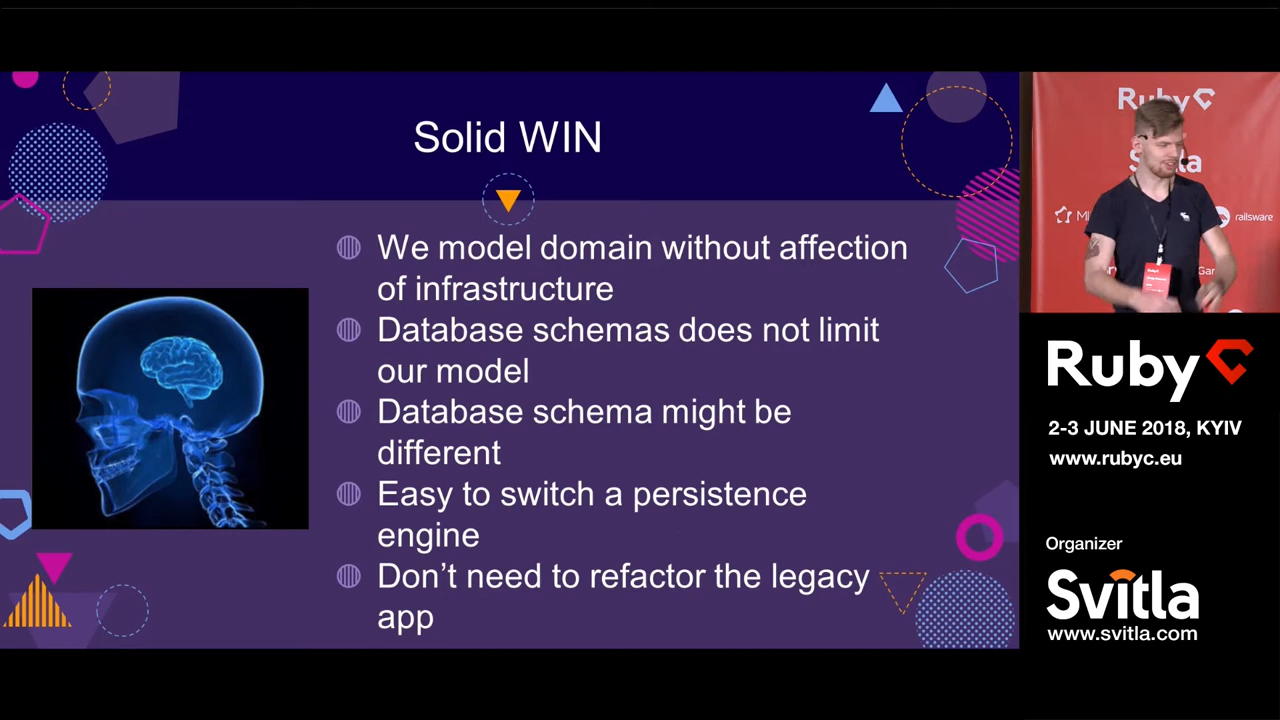 Solid WIN
We model domain without affection
of infrastructure
Database schemas does not limit
our model
Database schema might be
different
Easy to switch a persistence
engine
Don’t need to refactor the legacy
app
Ruby
railsware
Ruby
2-3 JUNE 2018, KYIV
www.rubyc.eu
Organizer
Svitla
www.svitla.com